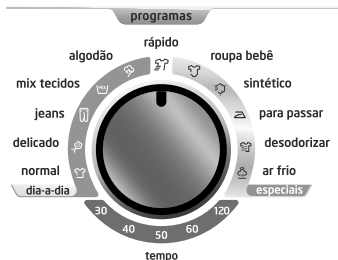 programas
rápido
algodão
roupa bebê
mix tecidos
sintético
jeans
para passar
delicado
desodorizar
normal
ar frio
dia-a-dia
especiais
30
40
50
60
120
tempo